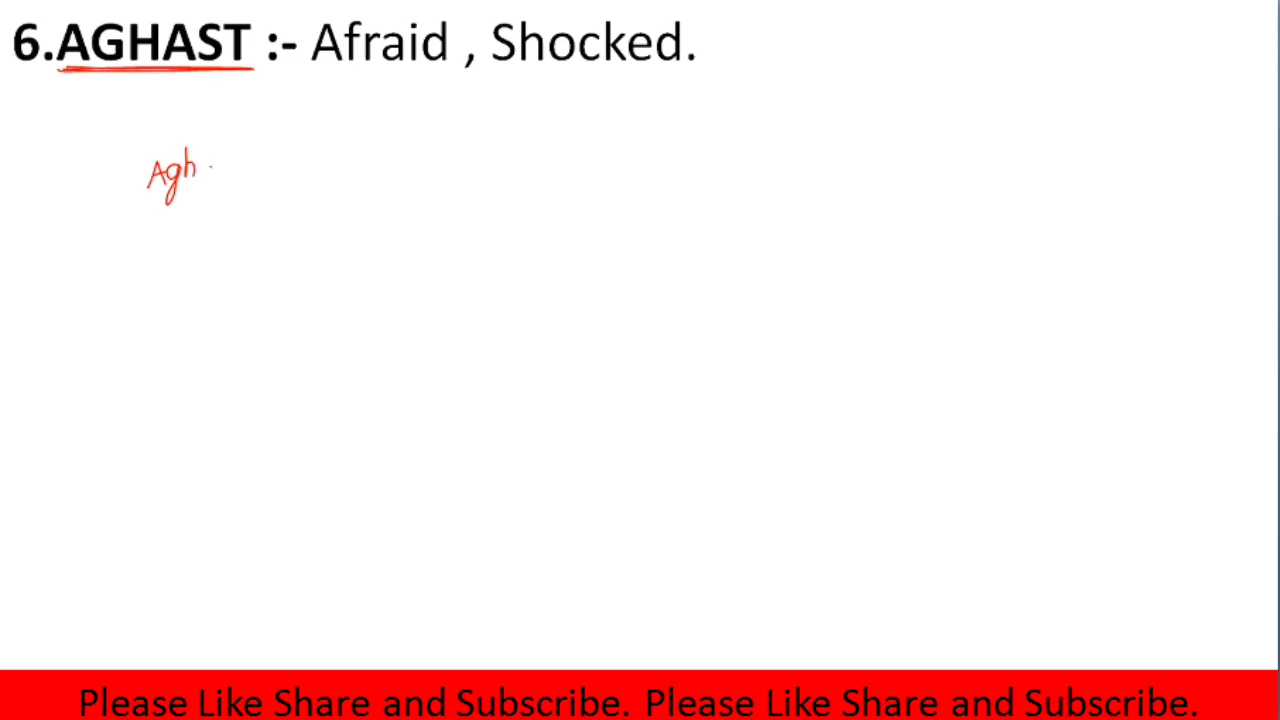 6.AGHAST :- Afraid , Shocked.
Agh
Please Like Share and Subscribe. Please Like Share and Subscribe.